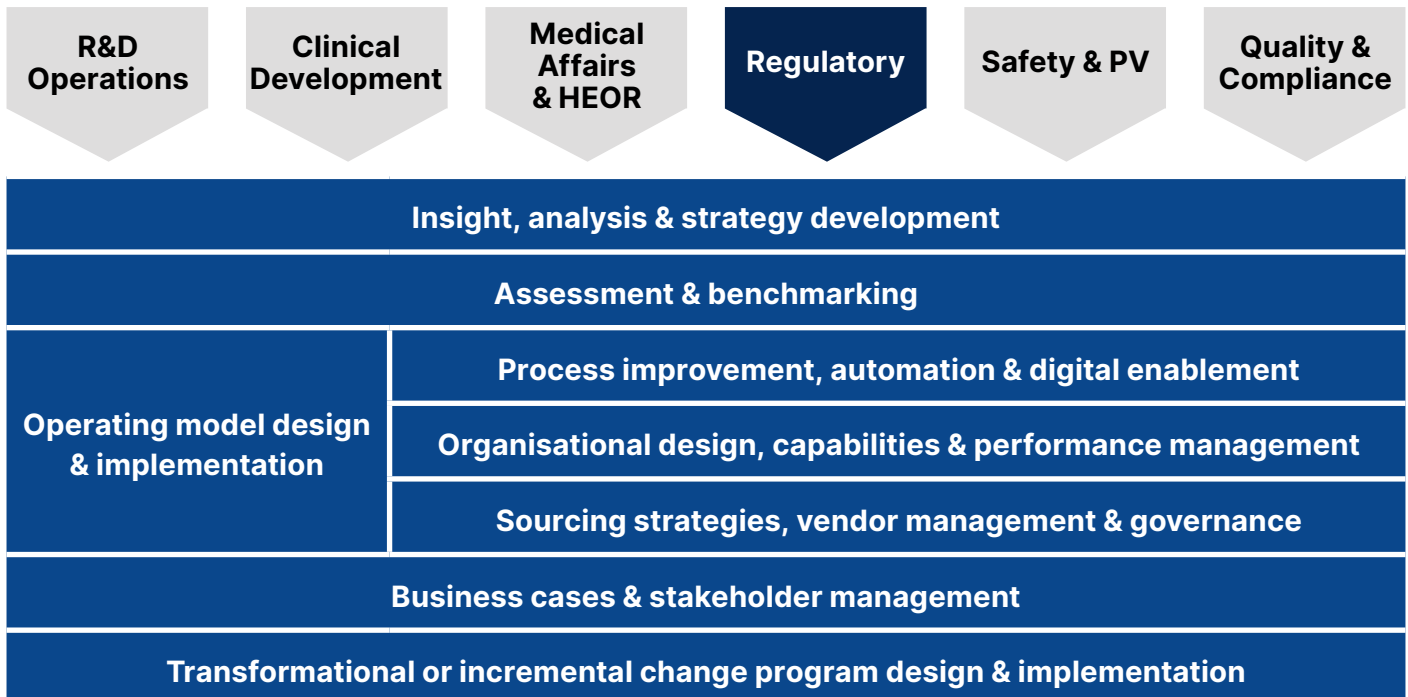 R&D
Operations
Clinical
Development
Medical
Affairs
& HEOR
Regulatory
Safety & PV
Quality &
Compliance
Insight, analysis & strategy development
Assessment & benchmarking
Operating model design
& implementation
Process improvement, automation & digital enablement
Organisational design, capabilities & performance management
Sourcing strategies, vendor management & governance
Business cases & stakeholder management
Transformational or incremental change program design & implementation